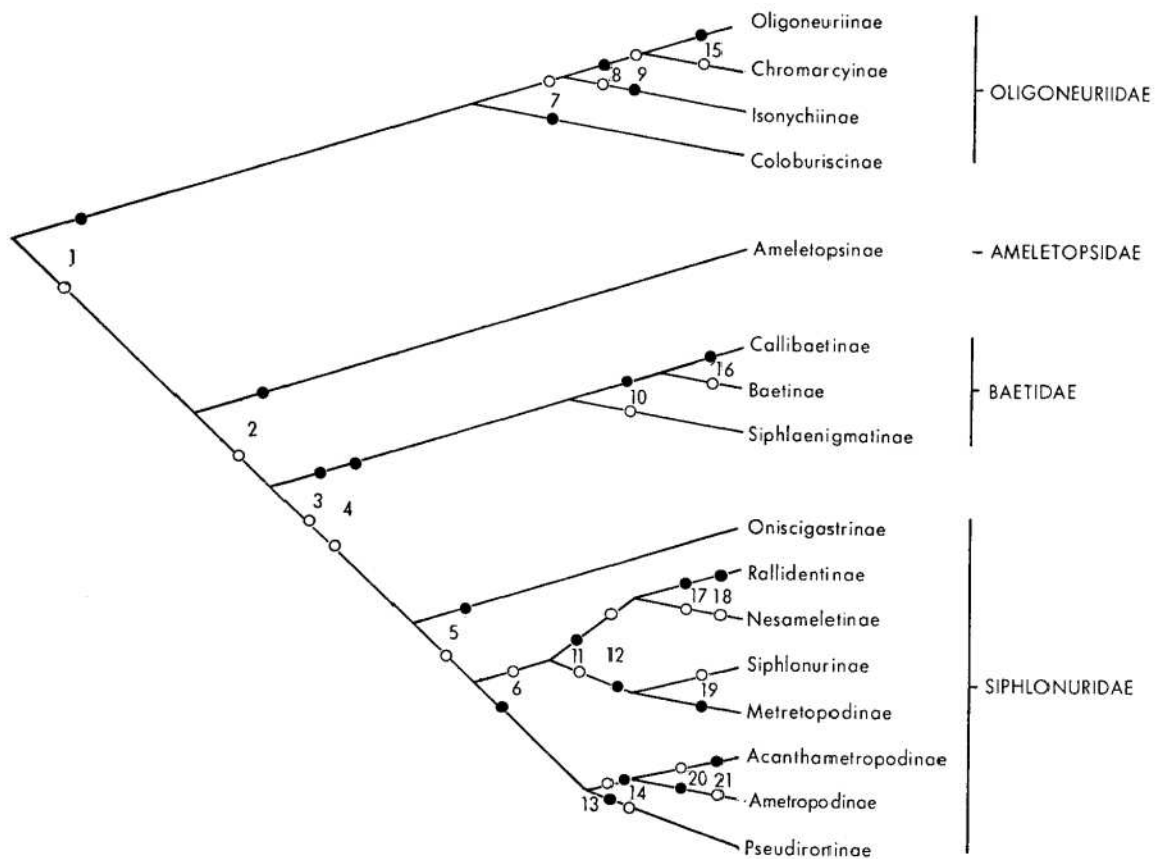 Oligoneuriinae
15
Chromarcyinae
8 9
OLIGONEURIIDAE
7
Isonychiinae
Coloburiscinae
1
Ameletopsinae
AMELETOPSIDAE
Callibaetinae
16
Baetinae
BAETIDAE
10
2
Siphlaenigmatinae
3 4
Oniscigastrinae
Rallidentinae
17 18
Nesameletinae
5
11 12
Siphlonurinae
6
19
SIPHLONURIDAE
Metretopodinae
Acanthametropodinae
20 21
13 14
Ametropodinae
Pseudironinae